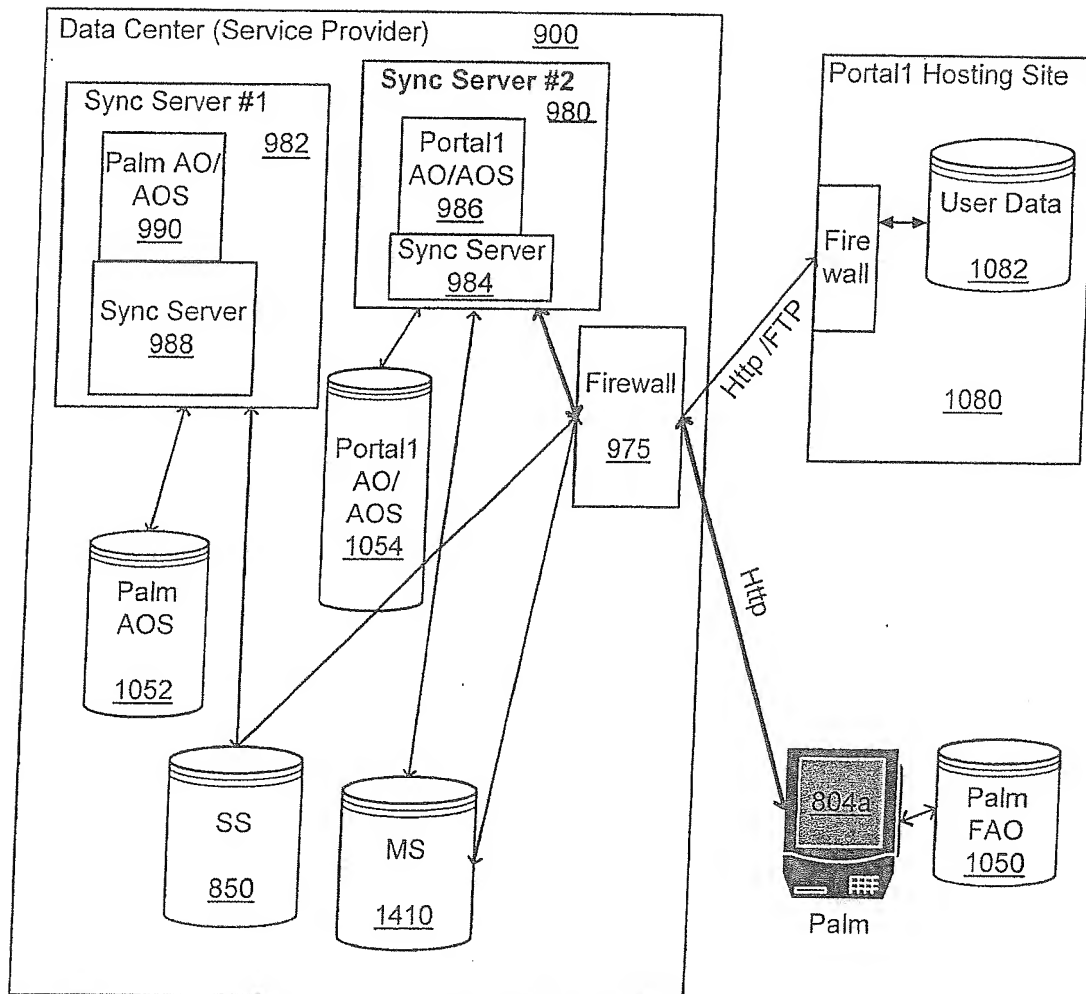 Data Center (Service Provider) 900
Sync Server #1
982
Palm AO/
AOS
990
Sync Server
988
Sync Server #2
980
Portal1
AO/AOS
986
Sync Server
984
Portal1 Hosting Site
User Data
1082
Fire
wall
1080
Http /FTP
Firewall
975
Portal1
AO/
AOS
1054
Palm
AOS
1052
Http
SS
850
MS
1410
804a
Palm
Palm
FAO
1050